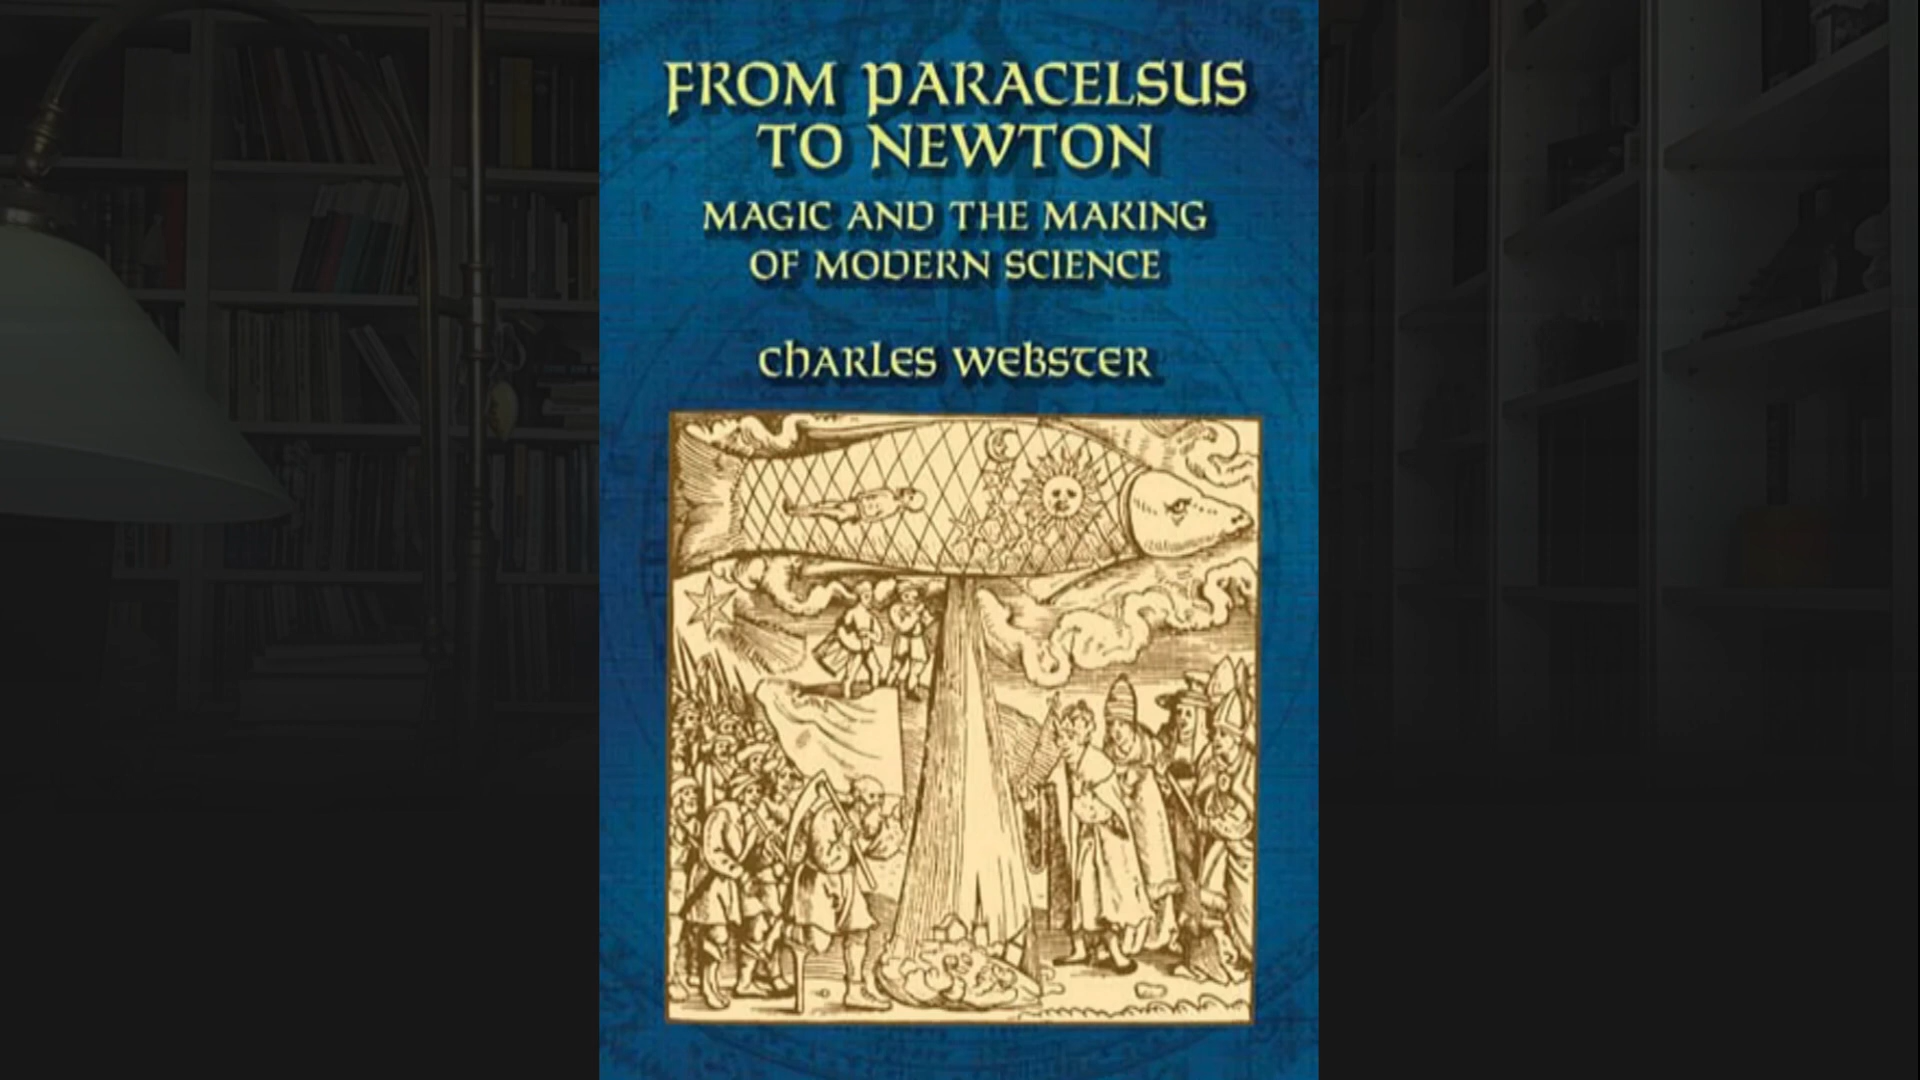 FROM PARACELSUS
TO NEWTON
MAGIC AND THE MAKING
OF MODERN SCIENCE
CHARLES WEBSTER